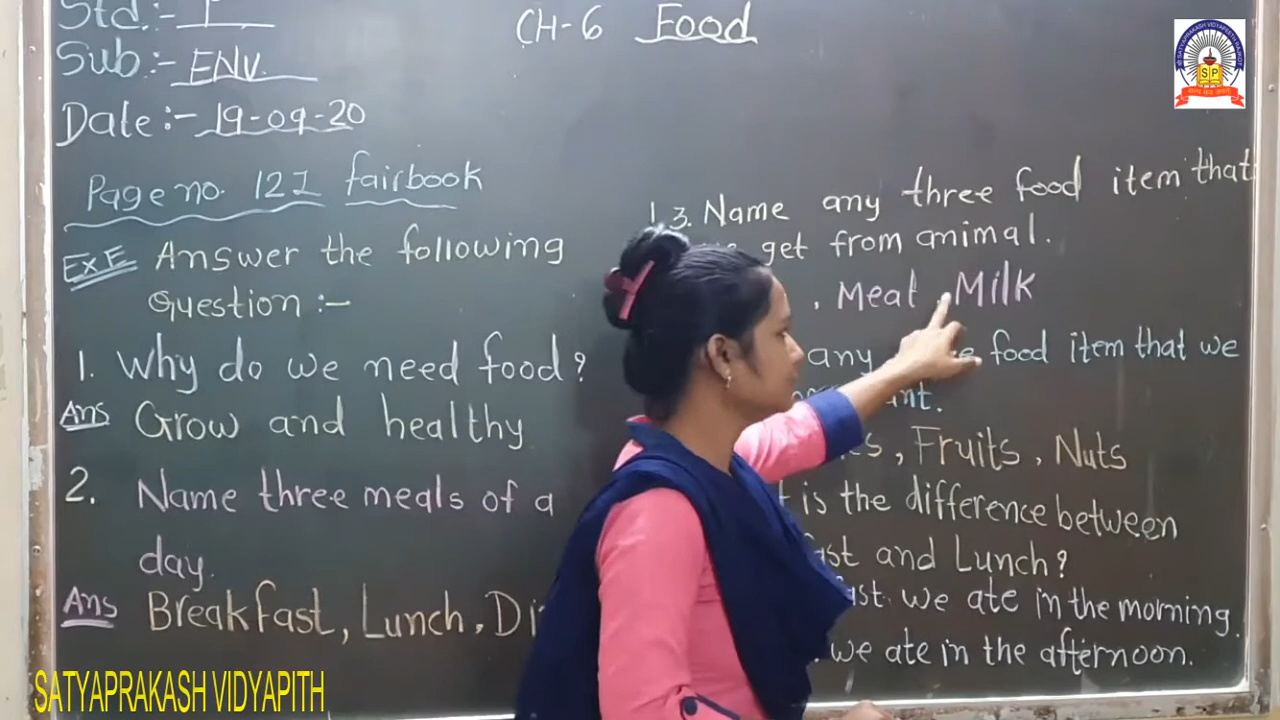 Std:- I
Sub:- ENV.
Date:- 19-09-20
CH-6 Food
Page no. 121 fairbook
Ex E Answer the following
Question:-
1. Why do we need food?
Ans Grow and healthy
2. Name three meals of a
day.
Ans Breakfast, Lunch,
3. Name any three food item that
get from animal.
, Meat, Milk
any food item that we
, Fruits, Nuts
is the difference between
and Lunch?
we ate in the morning.
we ate in the afternoon.
SATYAPRAKASH VIDYAPITH
SP